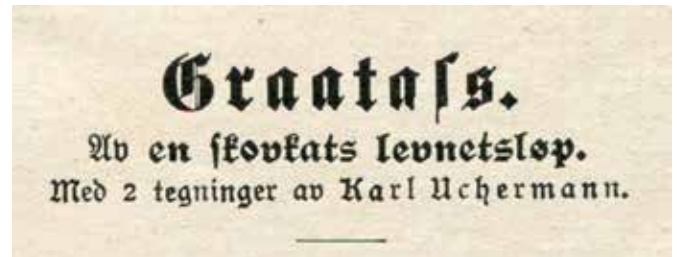 Graataſs.
Av en ſkovkats levnetsløp.
Med 2 tegninger av Karl Uchermann.